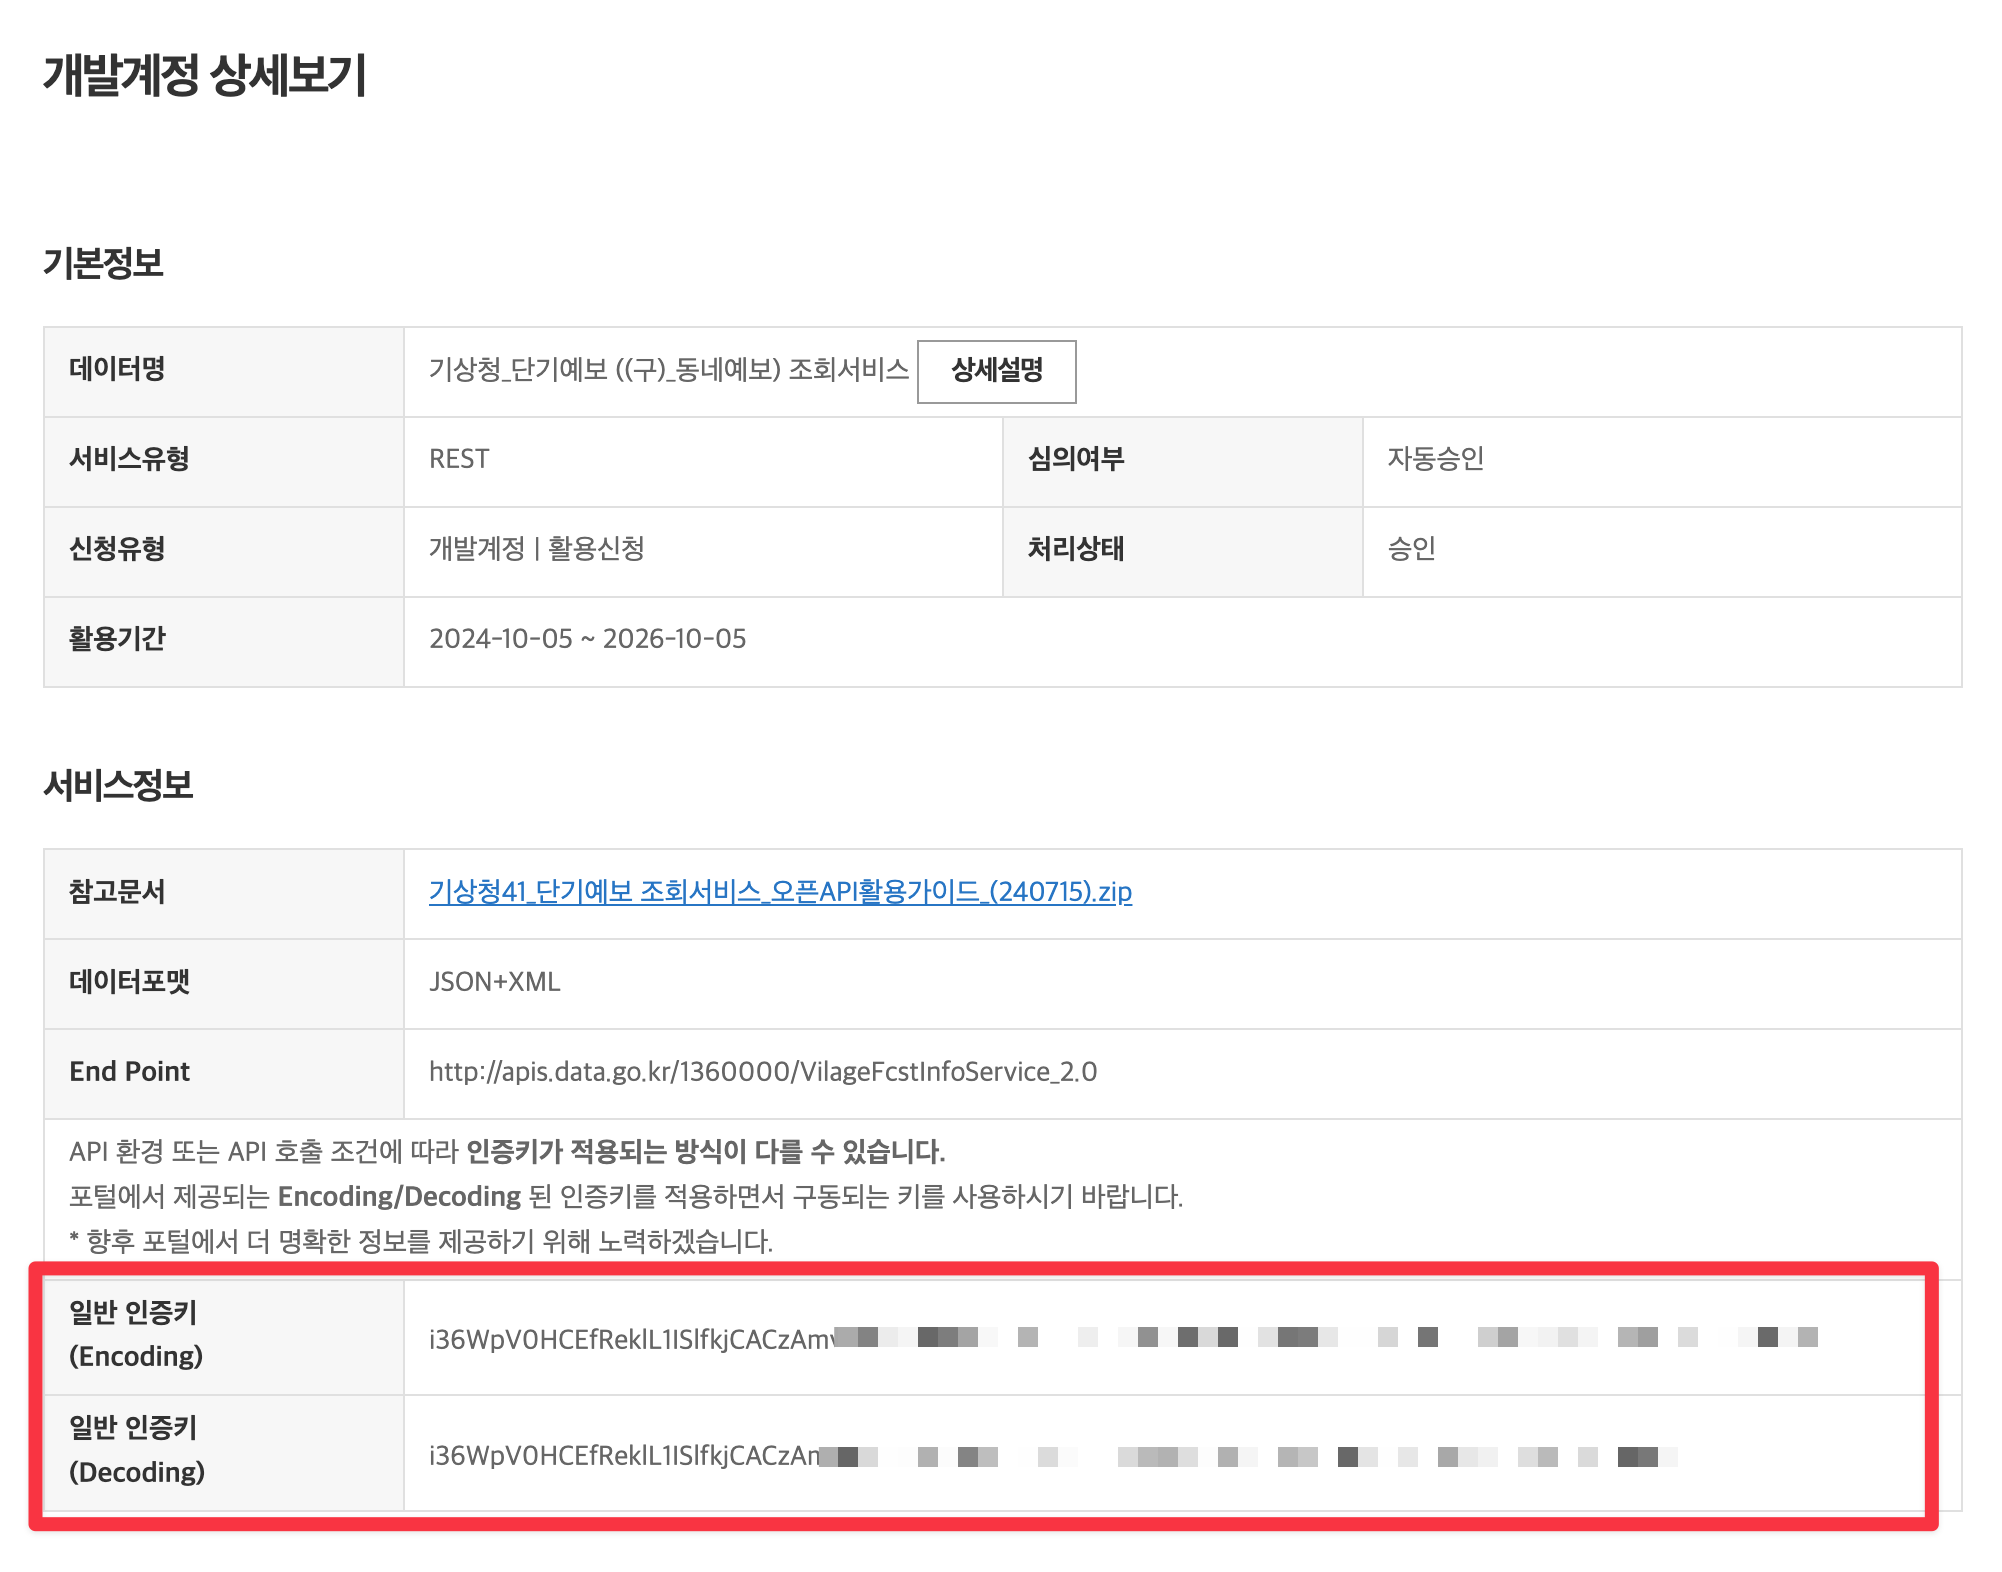 개발계정 상세보기
기본정보
데이터명 기상청_단기예보 ((구)_동네예보) 조회서비스 상세설명
서비스유형 REST 심의여부 자동승인
신청유형 개발계정 | 활용신청 처리상태 승인
활용기간 2024-10-05 ~ 2026-10-05
서비스정보
참고문서 기상청41_단기예보 조회서비스_오픈API활용가이드_(240715).zip
데이터포맷 JSON+XML
End Point http://apis.data.go.kr/1360000/VilageFcstInfoService_2.0
API 환경 또는 API 호출 조건에 따라 인증키가 적용되는 방식이 다를 수 있습니다.
포털에서 제공되는 Encoding/Decoding 된 인증키를 적용하면서 구동되는 키를 사용하시기 바랍니다.
* 향후 포털에서 더 명확한 정보를 제공하기 위해 노력하겠습니다.
일반 인증키
(Encoding)
i36WpV0HCEfReklL1ISlfkjCACzAm
일반 인증키
(Decoding)
i36WpV0HCEfReklL1ISlfkjCACzA